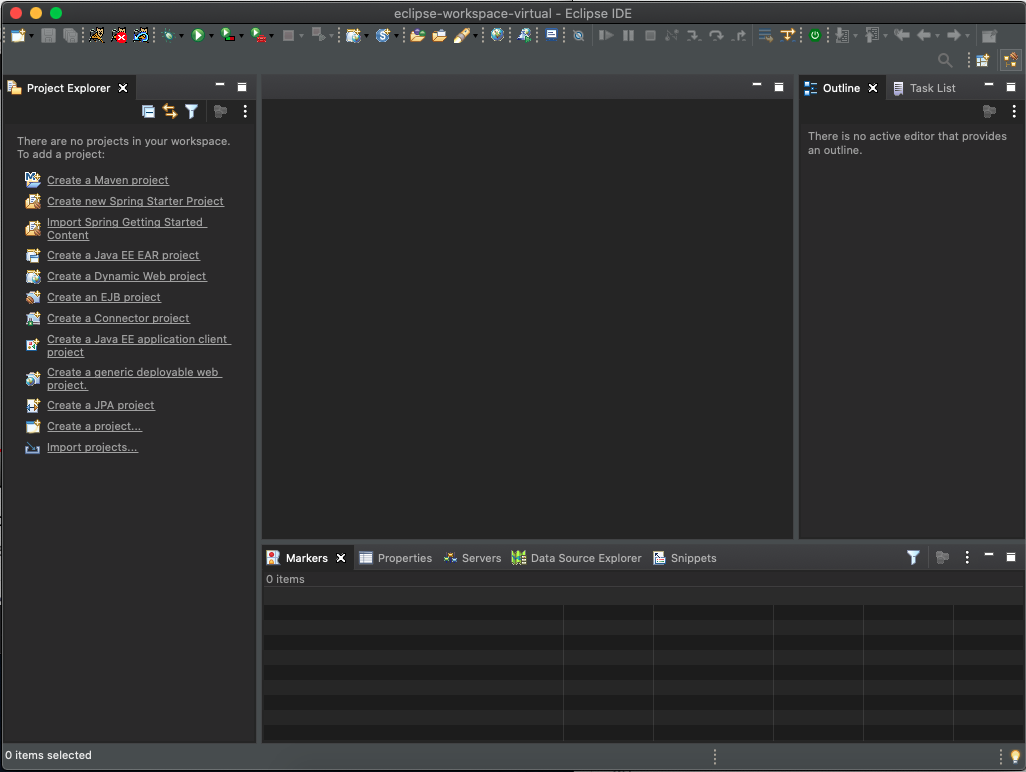 eclipse-workspace-virtual - Eclipse IDE
Project Explorer
There are no projects in your workspace.
To add a project:
Create a Maven project
Create new Spring Starter Project
Import Spring Getting Started
Content
Create a Java EE EAR project
Create a Dynamic Web project
Create an EJB project
Create a Connector project
Create a Java EE application client
project
Create a generic deployable web
project.
Create a JPA project
Create a project...
Import projects...
Outline
Task List
There is no active editor that provides
an outline.
Markers
Properties
Servers
Data Source Explorer
Snippets
0 items
0 items selected